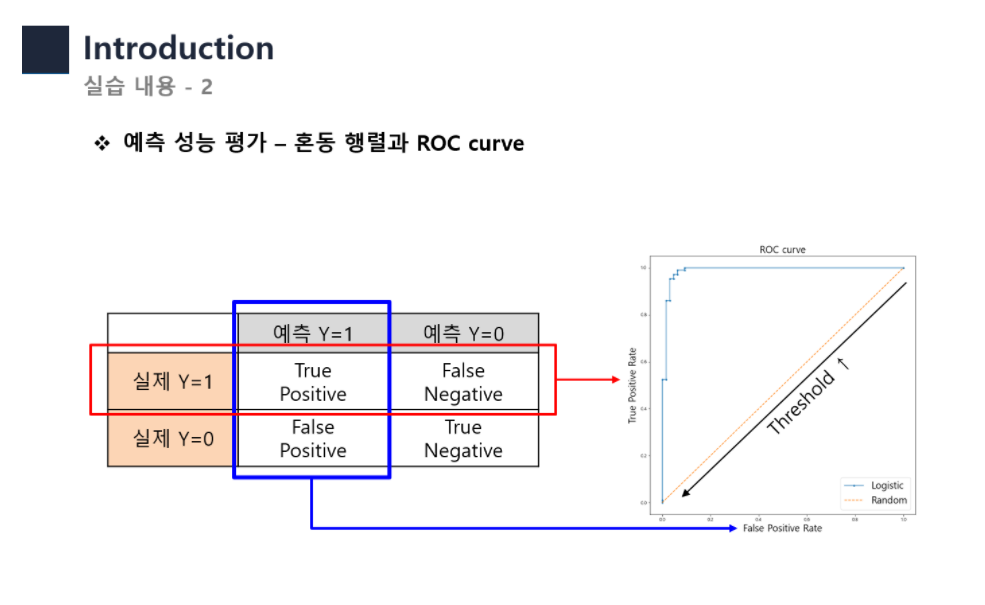 Introduction
실습 내용 - 2
❖ 예측 성능 평가 – 혼동 행렬과 ROC curve
예측 Y=1
예측 Y=0
실제 Y=1
True
Positive
False
Negative
실제 Y=0
False
Positive
True
Negative
ROC curve
True Positive Rate
1.0
0.8
0.6
0.4
0.2
0.0
Threshold ↑
Logistic
Random
0.0
0.2
0.4
0.6
0.8
1.0
False Positive Rate